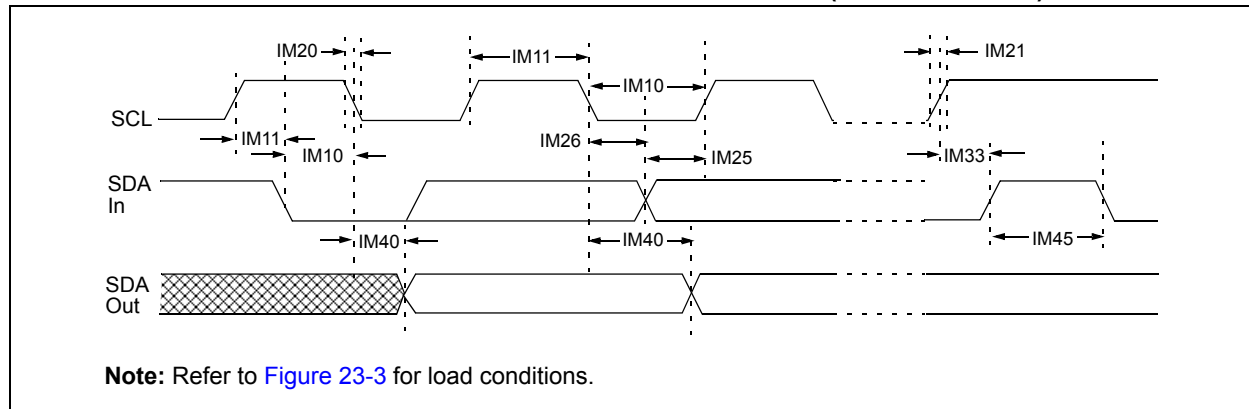 IM20
IM11
IM21
IM10
SCL
IM11
IM10
IM26
IM25
IM33
SDA
In
IM40
IM40
IM45
SDA
Out
Note: Refer to Figure 23-3 for load conditions.